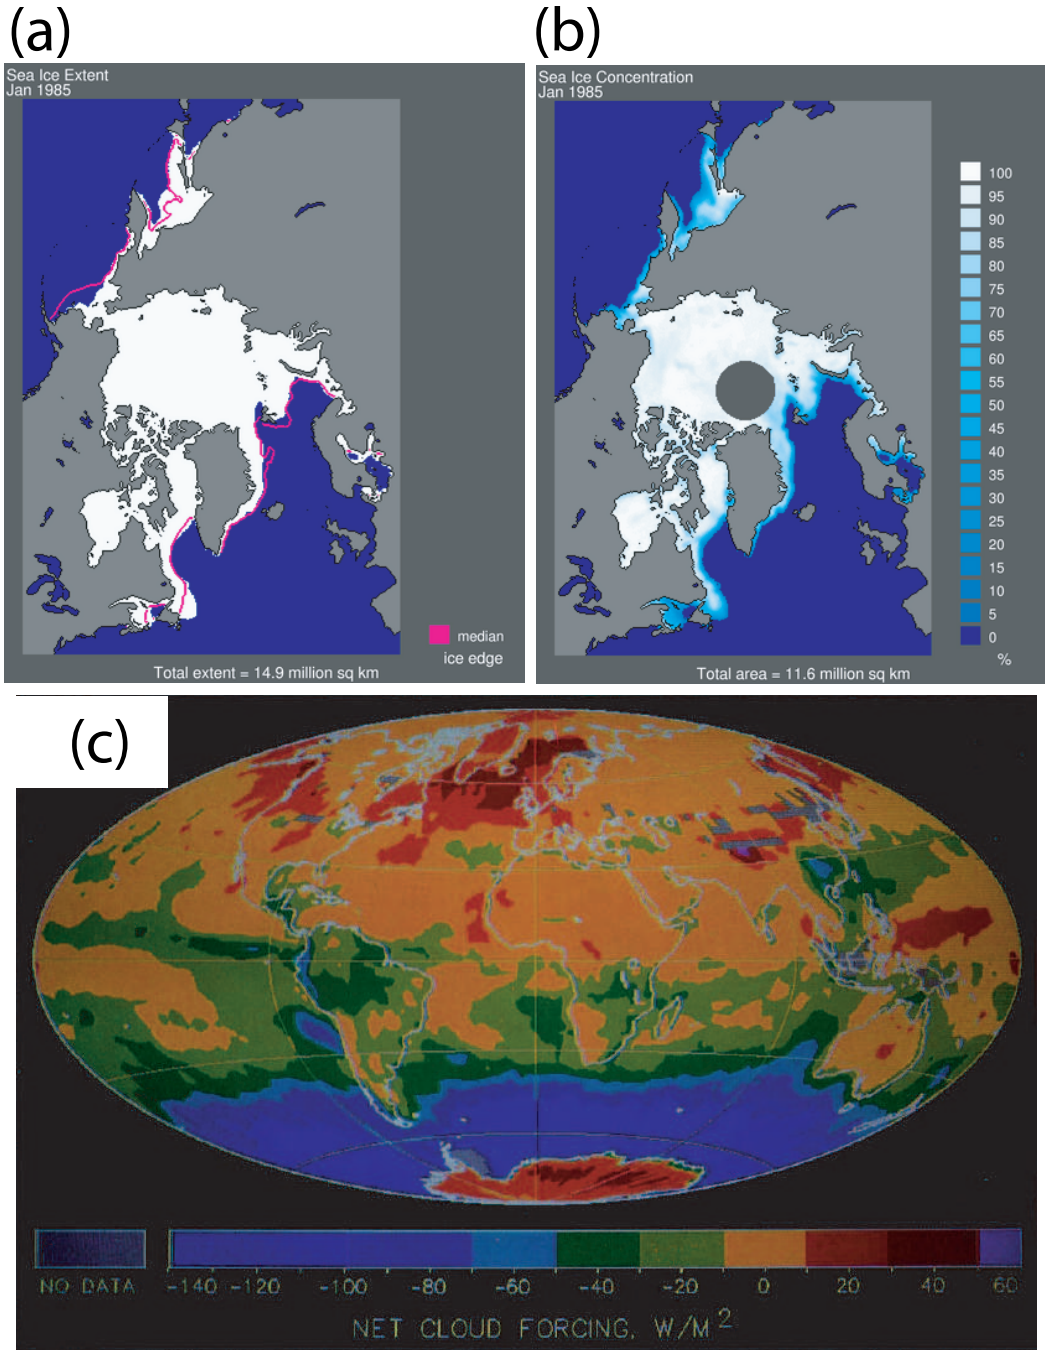 (a)
Sea Ice Extent
Jan 1985
median
ice edge
Total extent = 14.9 million sq km
(b)
Sea Ice Concentration
Jan 1985
100
95
90
85
80
75
70
65
60
55
50
45
40
35
30
25
20
15
10
5
0
%
Total area = 11.6 million sq km
(c)
NO DATA
-140 -120 -100 -80 -60 -40 -20 0 20 40 60
NET CLOUD FORCING, W/M2